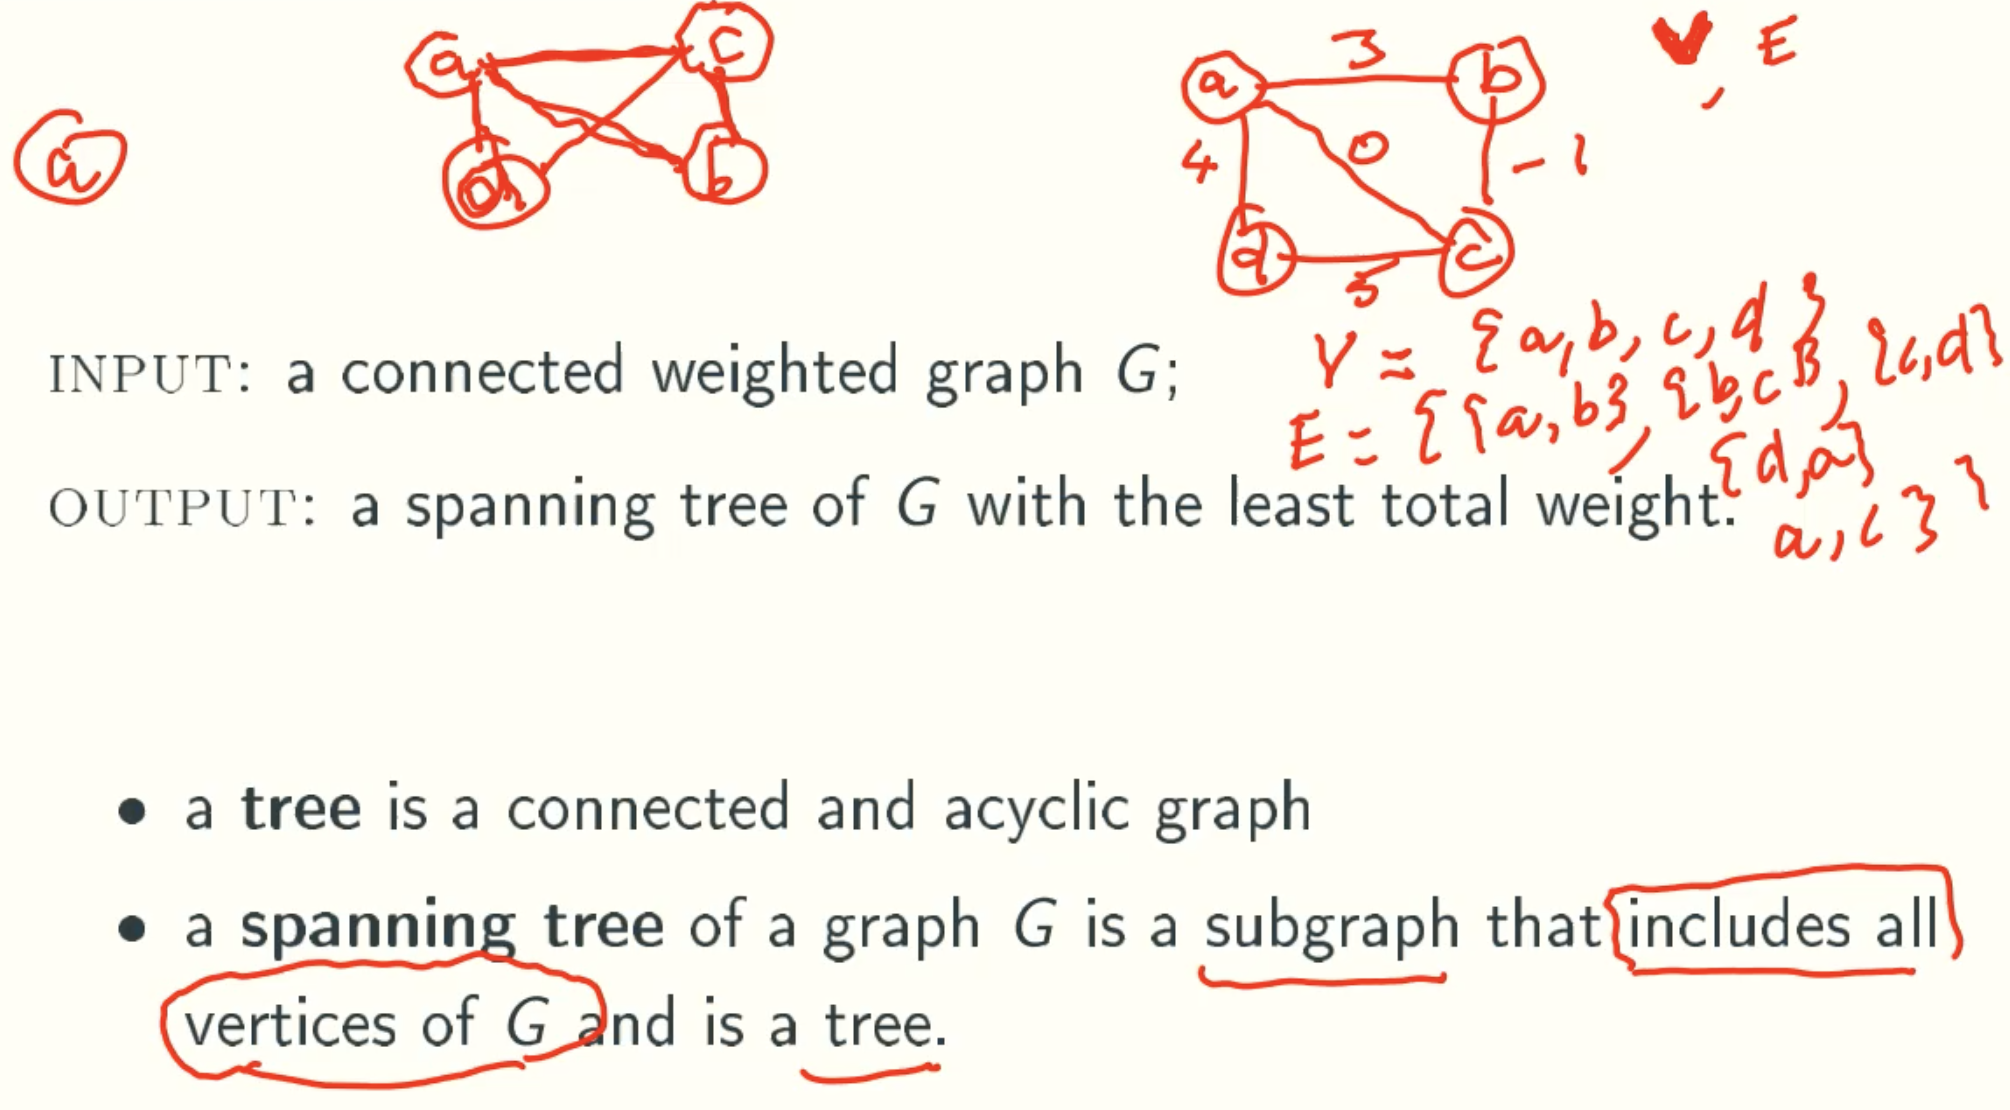 a
a c
d b
a 3 b V, E
4 0 -1
d 5 c
INPUT: a connected weighted graph G;
V = {a, b, c, d}
E = {{a, b}, {b, c}, {c, d}
{d, a}
a, c}}
OUTPUT: a spanning tree of G with the least total weight.
• a tree is a connected and acyclic graph
• a spanning tree of a graph G is a subgraph that includes all
vertices of G and is a tree.